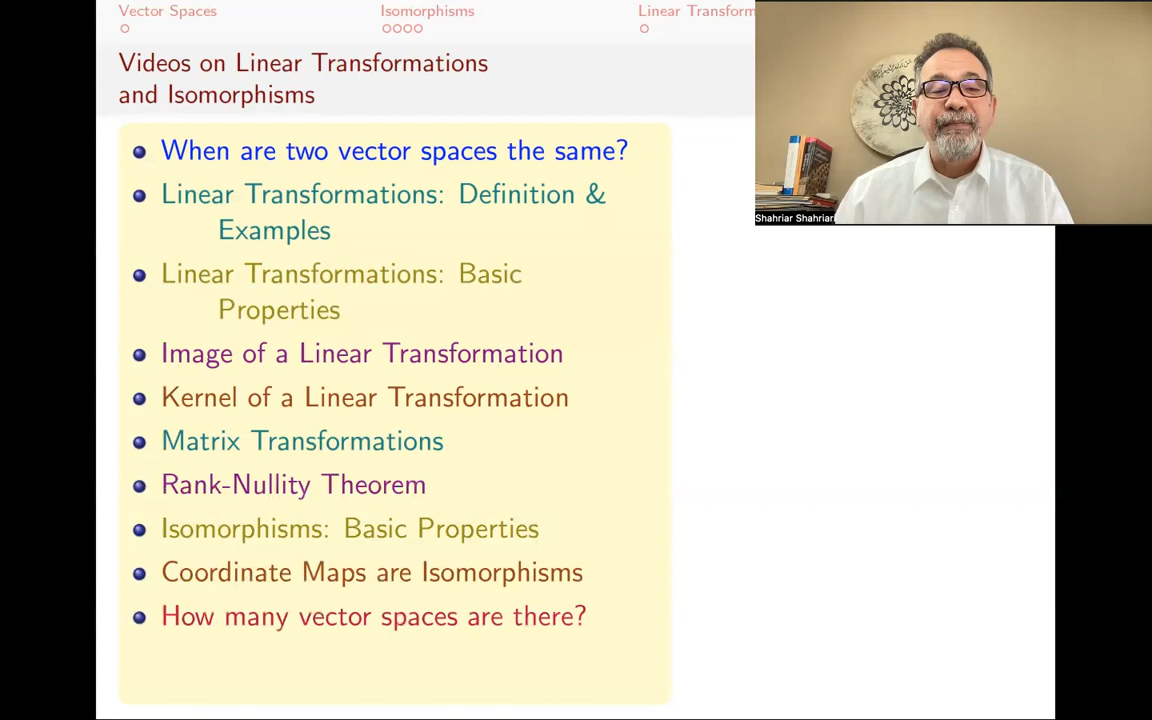 Vector Spaces
Isomorphisms
Linear Transform
Videos on Linear Transformations
and Isomorphisms
When are two vector spaces the same?
Linear Transformations: Definition &
Examples
Linear Transformations: Basic
Properties
Image of a Linear Transformation
Kernel of a Linear Transformation
Matrix Transformations
Rank-Nullity Theorem
Isomorphisms: Basic Properties
Coordinate Maps are Isomorphisms
How many vector spaces are there?
Shahriar Shahriari